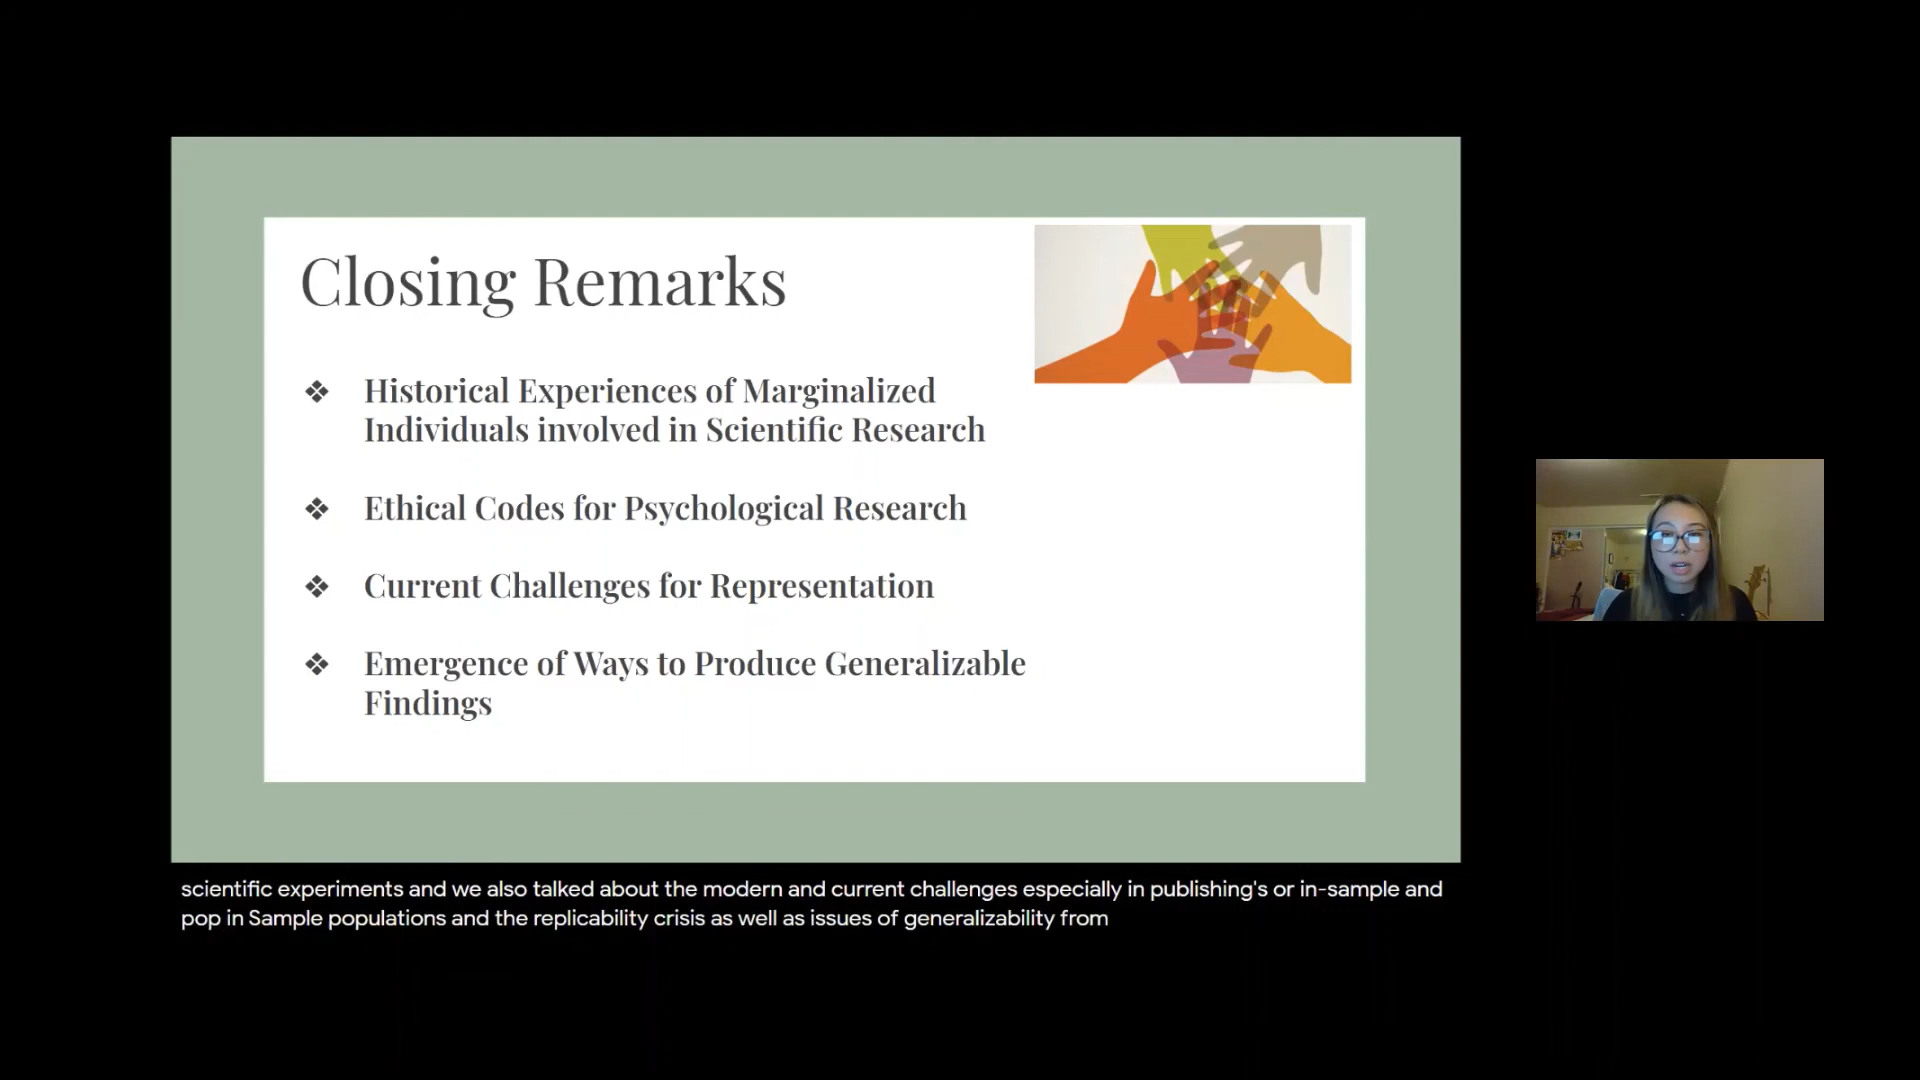 Closing Remarks
❖ Historical Experiences of Marginalized
Individuals involved in Scientific Research
❖ Ethical Codes for Psychological Research
❖ Current Challenges for Representation
❖ Emergence of Ways to Produce Generalizable
Findings
scientific experiments and we also talked about the modern and current challenges especially in publishing's or in-sample and
pop in Sample populations and the replicability crisis as well as issues of generalizability from